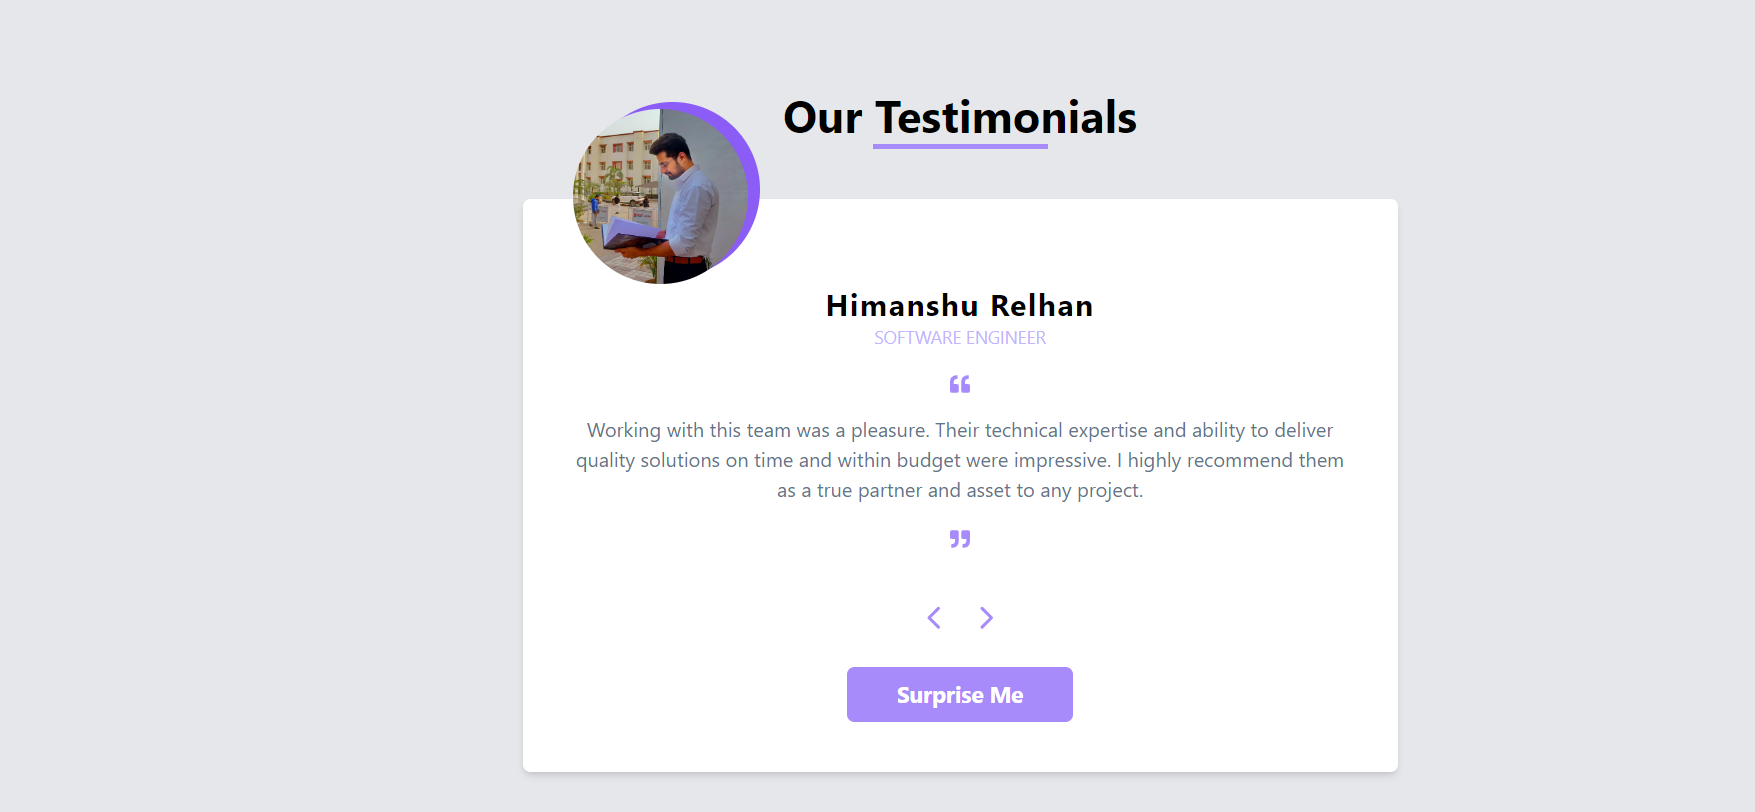 Our Testimonials
Himanshu Relhan
SOFTWARE ENGINEER
“
Working with this team was a pleasure. Their technical expertise and ability to deliver
quality solutions on time and within budget were impressive. I highly recommend them
as a true partner and asset to any project.
”
Surprise Me